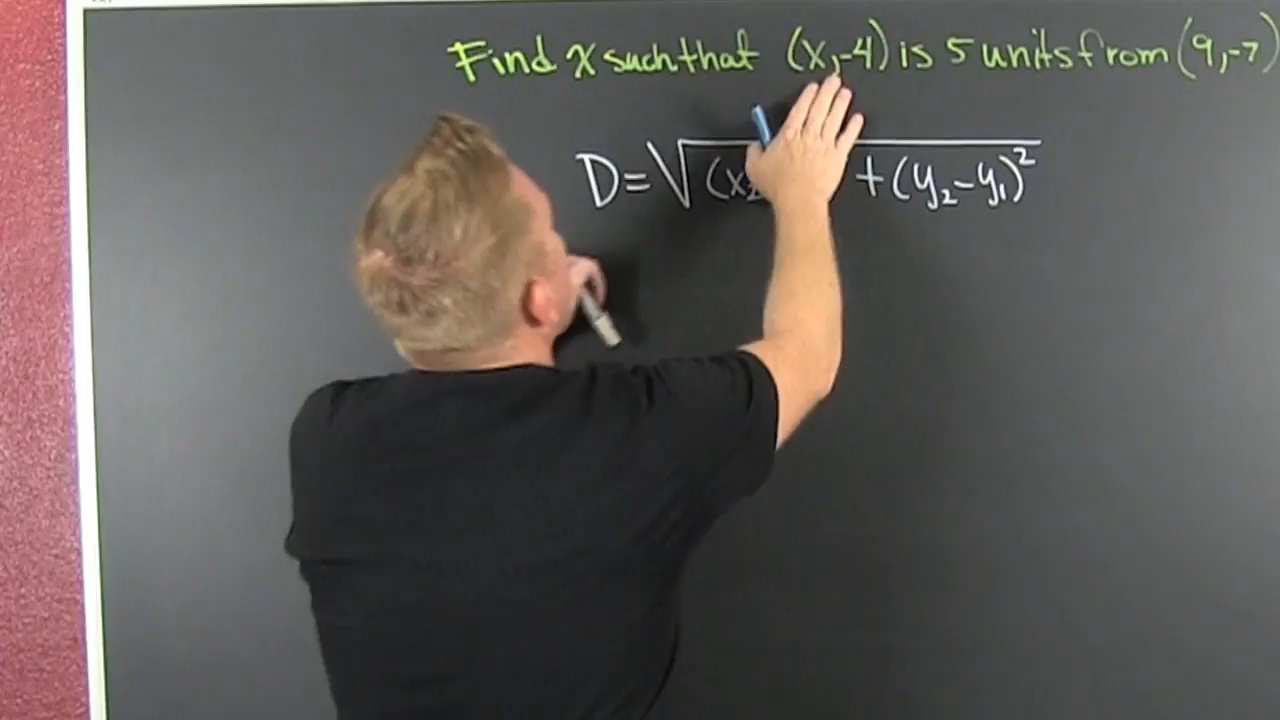 Find x such that (x,-4) is 5 units from (9,-7)
D=√(x₂ +(y₂-y₁)²